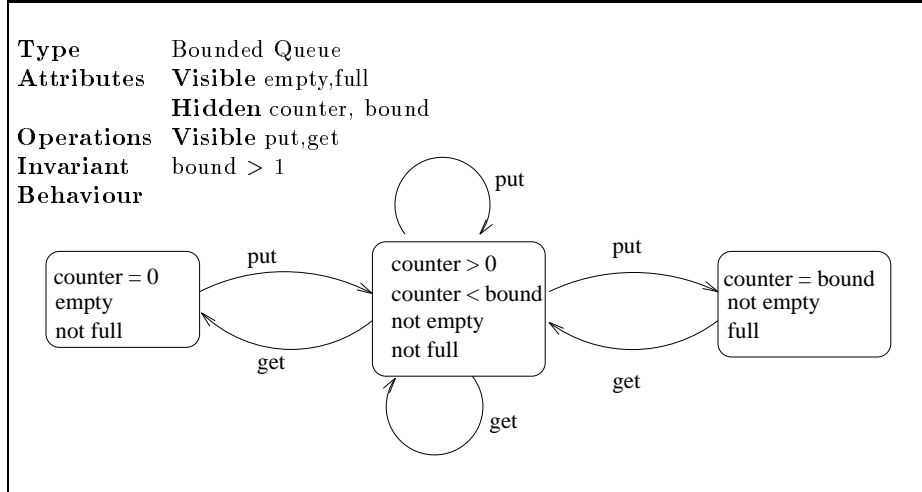 Type Bounded Queue
Attributes Visible empty,full
Hidden counter, bound
Operations Visible put,get
Invariant bound > 1
Behaviour
put
put
put
counter = 0
empty
not full
counter > 0
counter < bound
not empty
not full
counter = bound
not empty
full
get
get
get